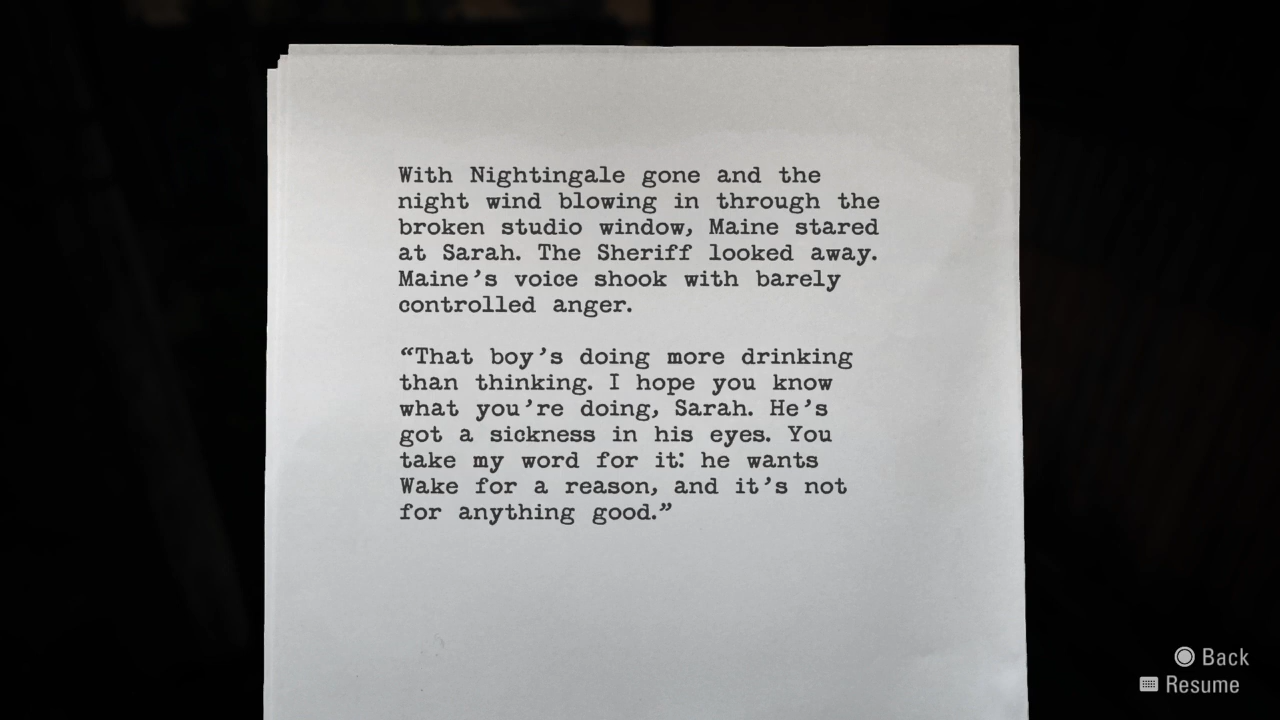 With Nightingale gone and the
night wind blowing in through the
broken studio window, Maine stared
at Sarah. The Sheriff looked away.
Maine’s voice shook with barely
controlled anger.
“That boy’s doing more drinking
than thinking. I hope you know
what you’re doing, Sarah. He’s
got a sickness in his eyes. You
take my word for it: he wants
Wake for a reason, and it’s not
for anything good.”
Back
Resume